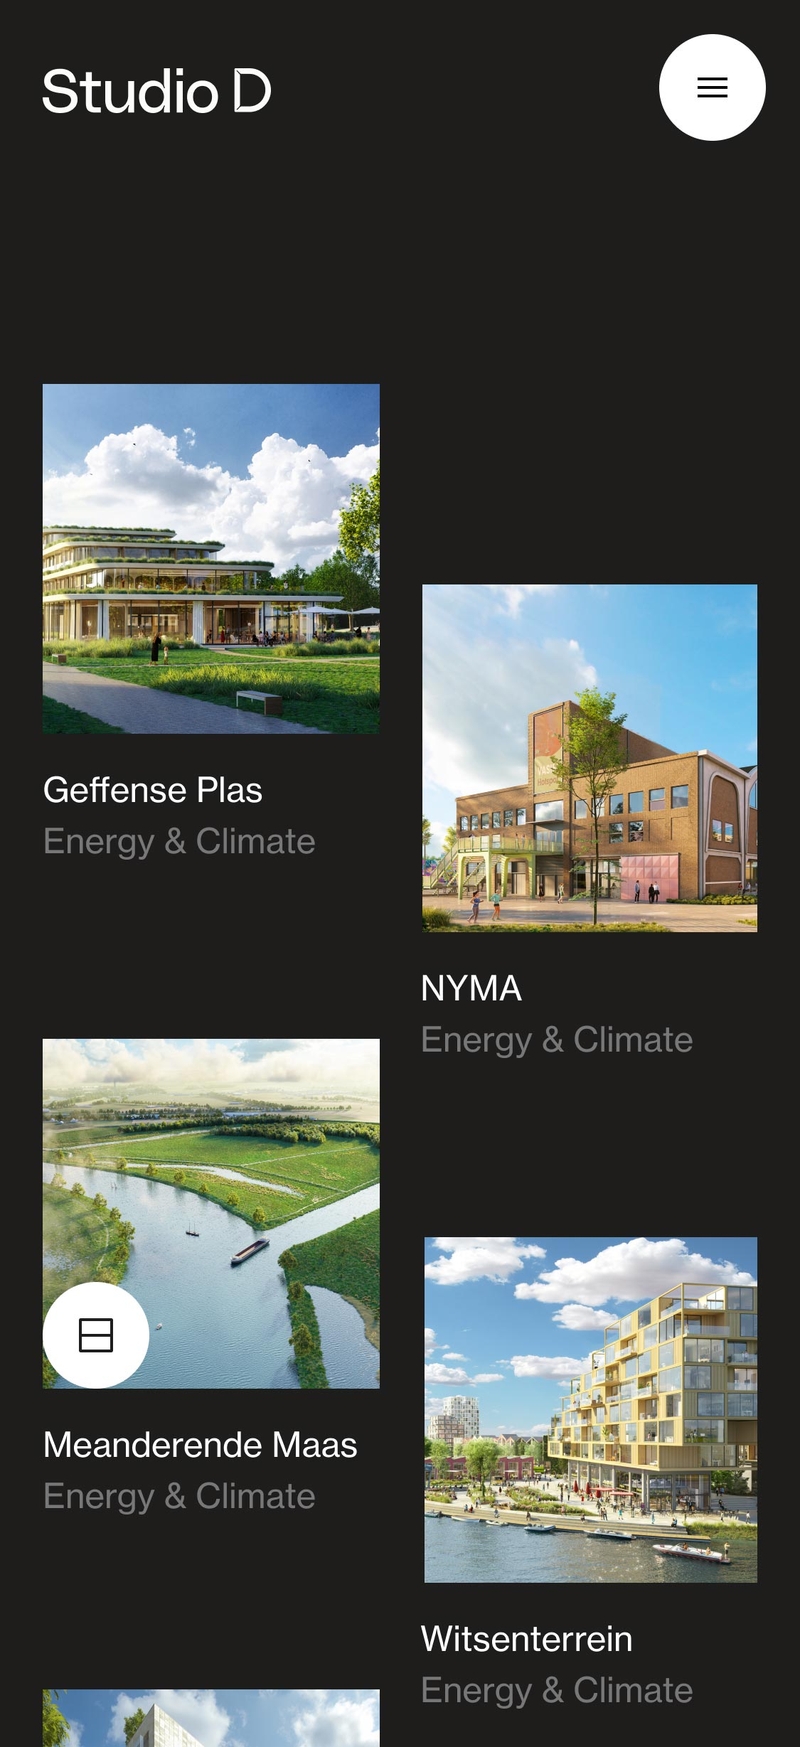 Studio D
Geffense Plas
Energy & Climate
NYMA
Energy & Climate
Meanderende Maas
Energy & Climate
Witsenterrein
Energy & Climate